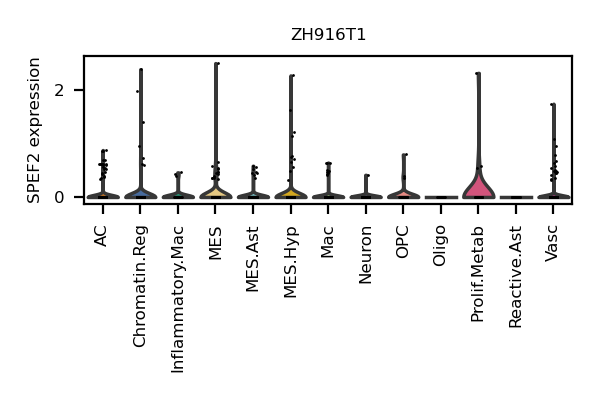 ZH916T1
SPEF2 expression
2
0
AC
Chromatin.Reg
Inflammatory.Mac
MES
MES.Ast
MES.Hyp
Mac
Neuron
OPC
Oligo
Prolif.Metab
Reactive.Ast
Vasc